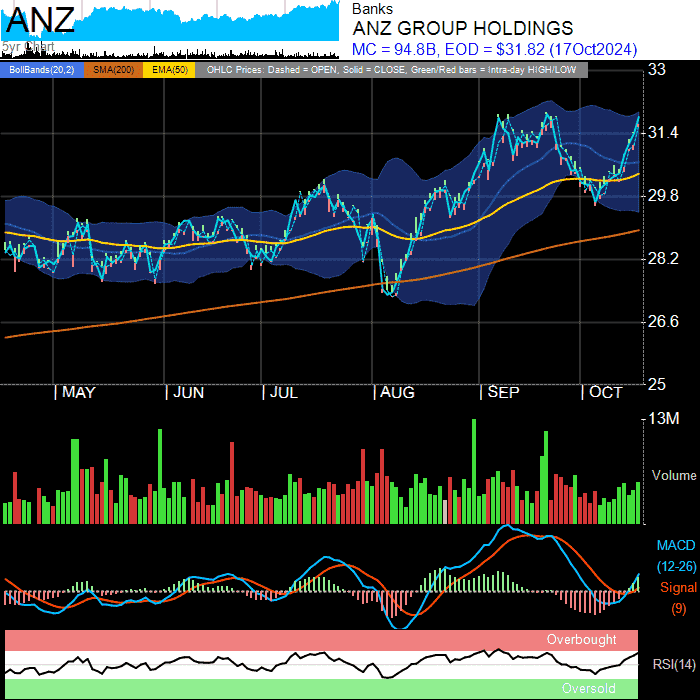 ANZ
5yr Chart
Banks
ANZ GROUP HOLDINGS
MC = 94.8B, EOD = $31.82 (17Oct2024)
BollBands(20,2) SMA(200) EMA(50) OHLC Prices: Dashed = OPEN, Solid = CLOSE, Green/Red bars = Intra-day HIGH/LOW
33
31.4
29.8
28.2
26.6
25
MAY JUN JUL AUG SEP OCT
13M
Volume
MACD
(12-26)
Signal
(9)
Overbought
RSI(14)
Oversold